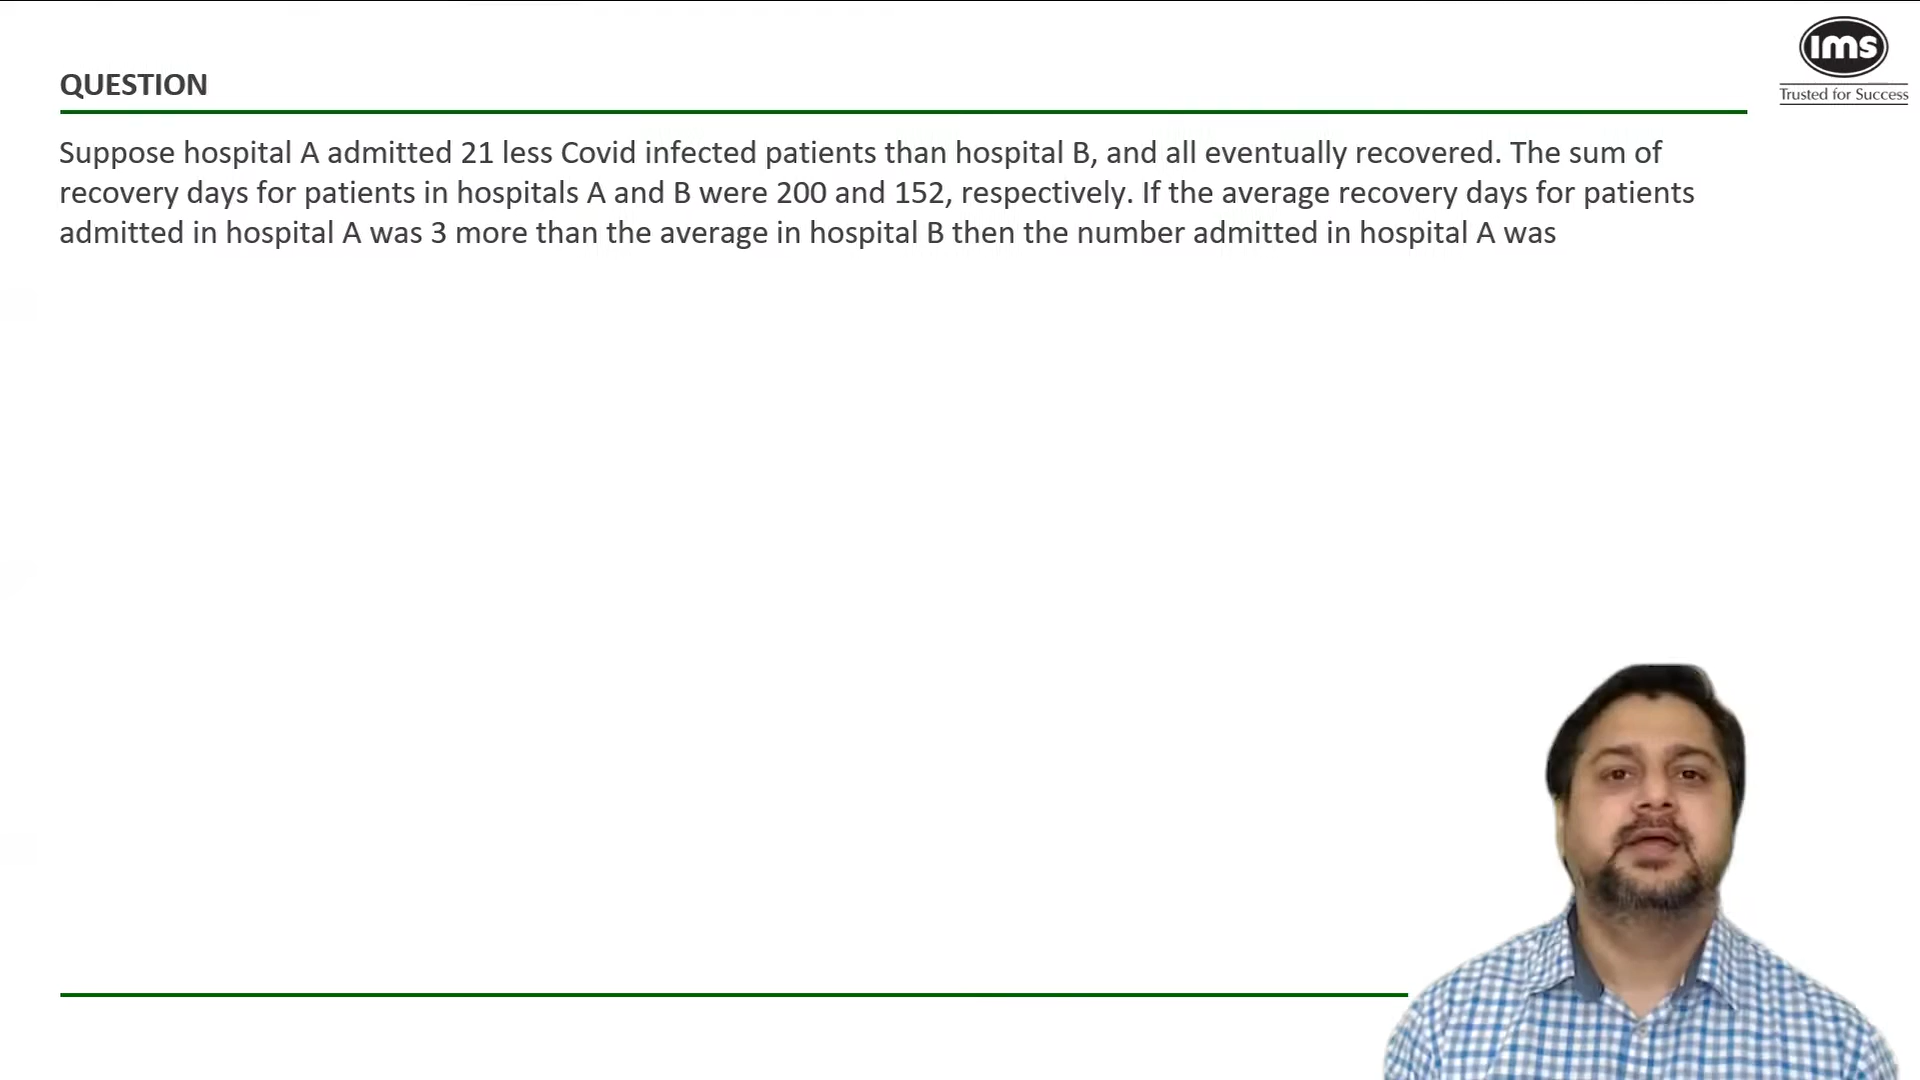 ims
Trusted for Success
QUESTION
Suppose hospital A admitted 21 less Covid infected patients than hospital B, and all eventually recovered. The sum of
recovery days for patients in hospitals A and B were 200 and 152, respectively. If the average recovery days for patients
admitted in hospital A was 3 more than the average in hospital B then the number admitted in hospital A was